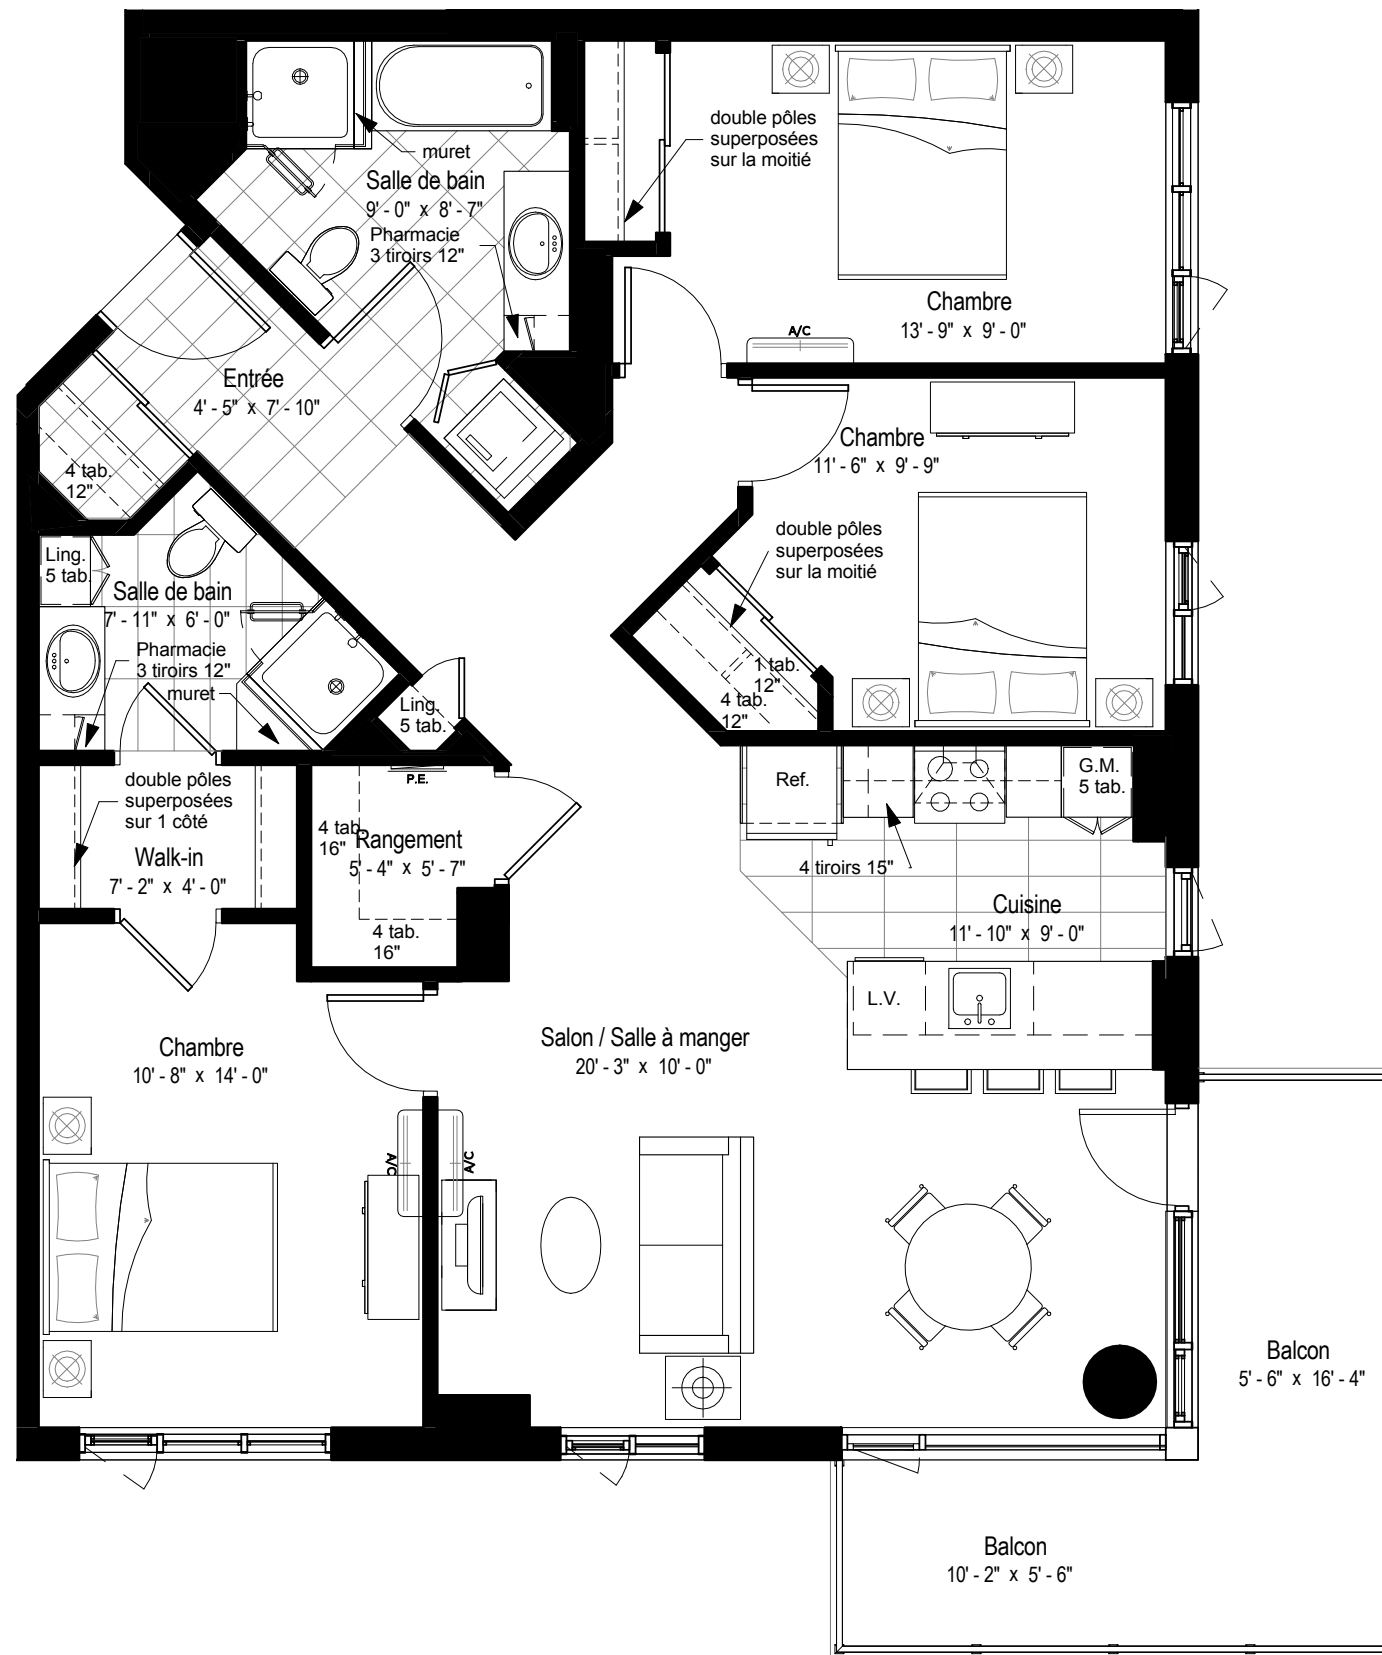 double pôles
superposées
sur la moitié
muret
Salle de bain
9' - 0" x 8' - 7"
Pharmacie
3 tiroirs 12"
Chambre
13' - 9" x 9' - 0"
A/C
Entrée
4' - 5" x 7' - 10"
4 tab.
12"
Chambre
11' - 6" x 9' - 9"
double pôles
superposées
sur la moitié
1 tab.
12"
4 tab.
12"
Ling.
5 tab.
Salle de bain
7' - 11" x 6' - 0"
Pharmacie
3 tiroirs 12"
muret
Ling.
5 tab.
double pôles
superposées
sur 1 côté
Walk-in
7' - 2" x 4' - 0"
P.E.
4 tab.
16"
Rangement
5' - 4" x 5' - 7"
4 tab.
16"
Ref.
G.M.
5 tab.
4 tiroirs 15"
Cuisine
11' - 10" x 9' - 0"
L.V.
Chambre
10' - 8" x 14' - 0"
Salon / Salle à manger
20' - 3" x 10' - 0"
A/C
A/C
Balcon
5' - 6" x 16' - 4"
Balcon
10' - 2" x 5' - 6"